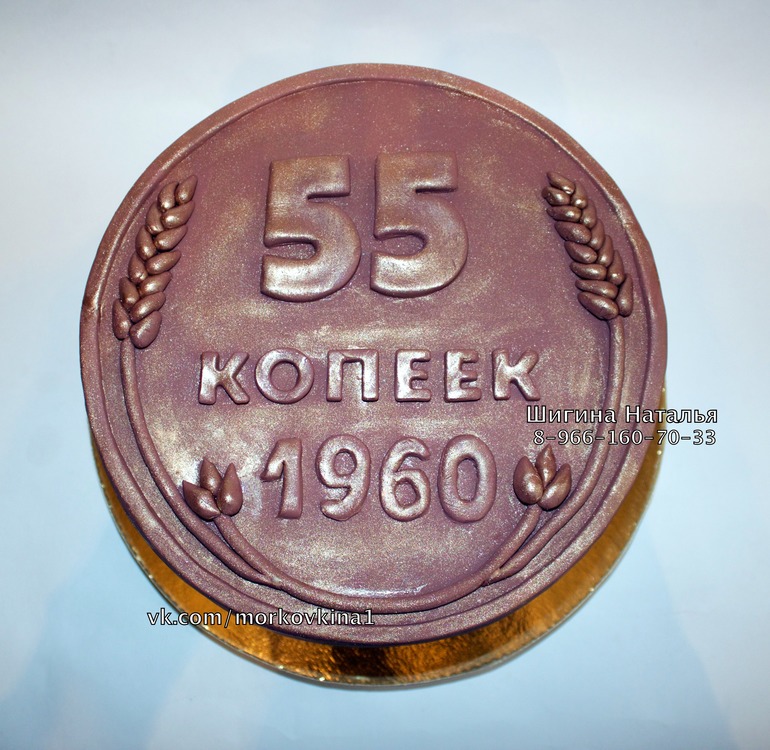 55
КОПЕЕК
1960
Шигина Наталья
8-966-160-70-33
vk.com/morkovkina1